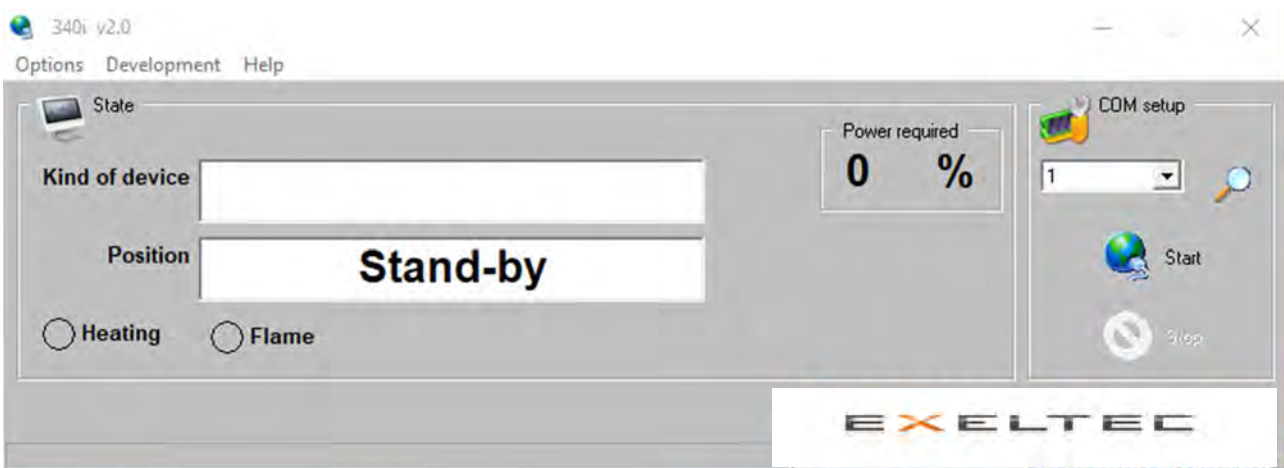 340i v2.0
Options Development Help
State
Kind of device
Position
Stand-by
Heating
Flame
Power required
0 %
COM setup
1
Start
Stop
EXELTEC